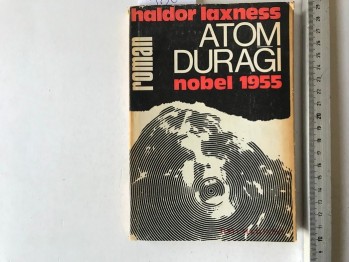 haldor laxness
roman
ATOM
DURAGI
nobel 1955